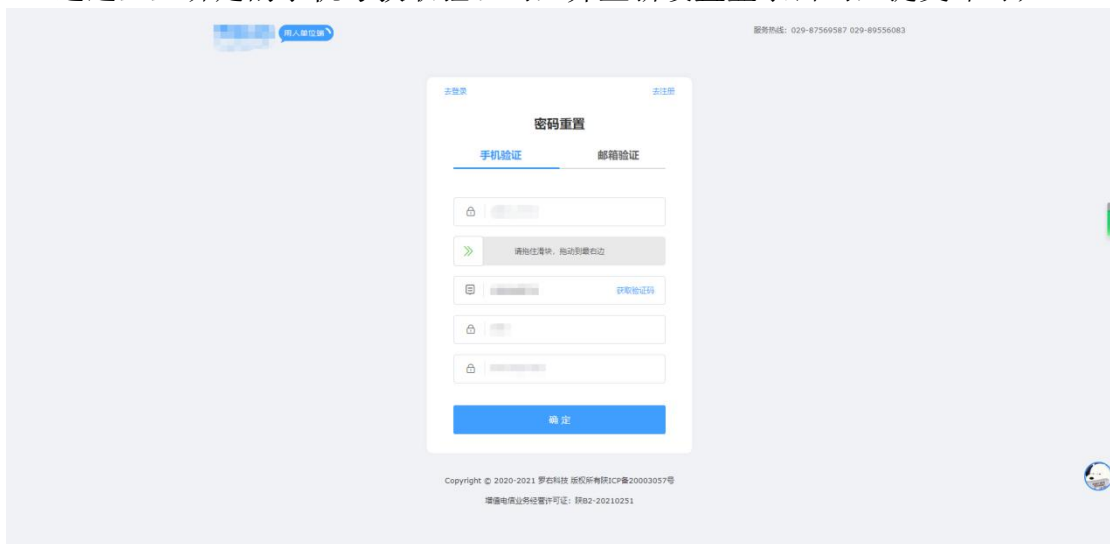 用人单位端
服务热线：029-87569587 029-89556083
去登录 去注册
密码重置
手机验证 邮箱验证
请拖住滑块，拖动到最右边
获取验证码
确 定
Copyright © 2020-2021 罗右科技 版权所有陕ICP备20003057号
增值电信业务经营许可证：陕B2-20210251